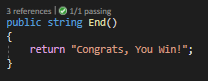 3 references | 1/1 passing
public string End()
{
return "Congrats, You Win!";
}